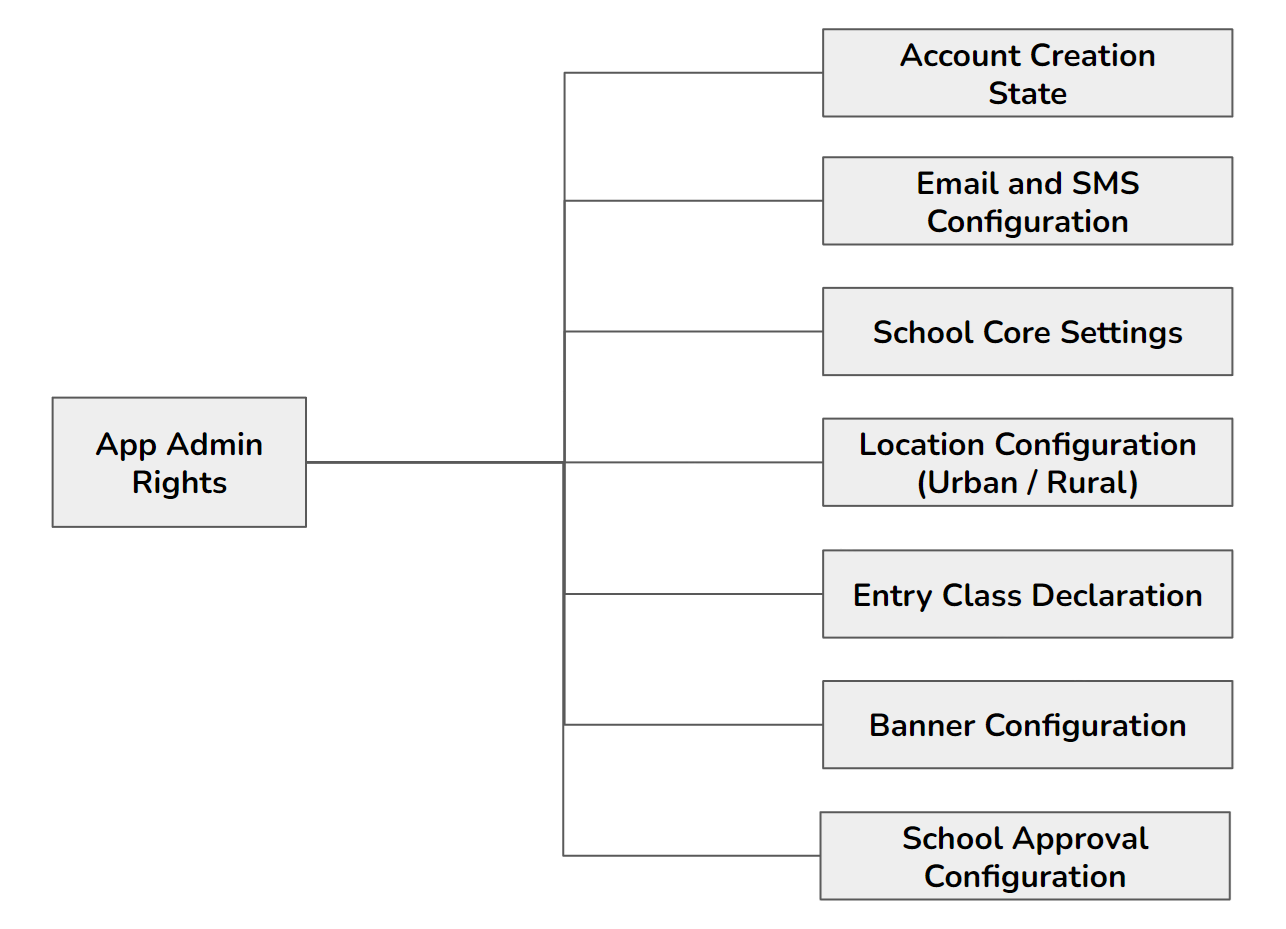 Account Creation
State
Email and SMS
Configuration
School Core Settings
App Admin
Rights
Location Configuration
(Urban / Rural)
Entry Class Declaration
Banner Configuration
School Approval
Configuration